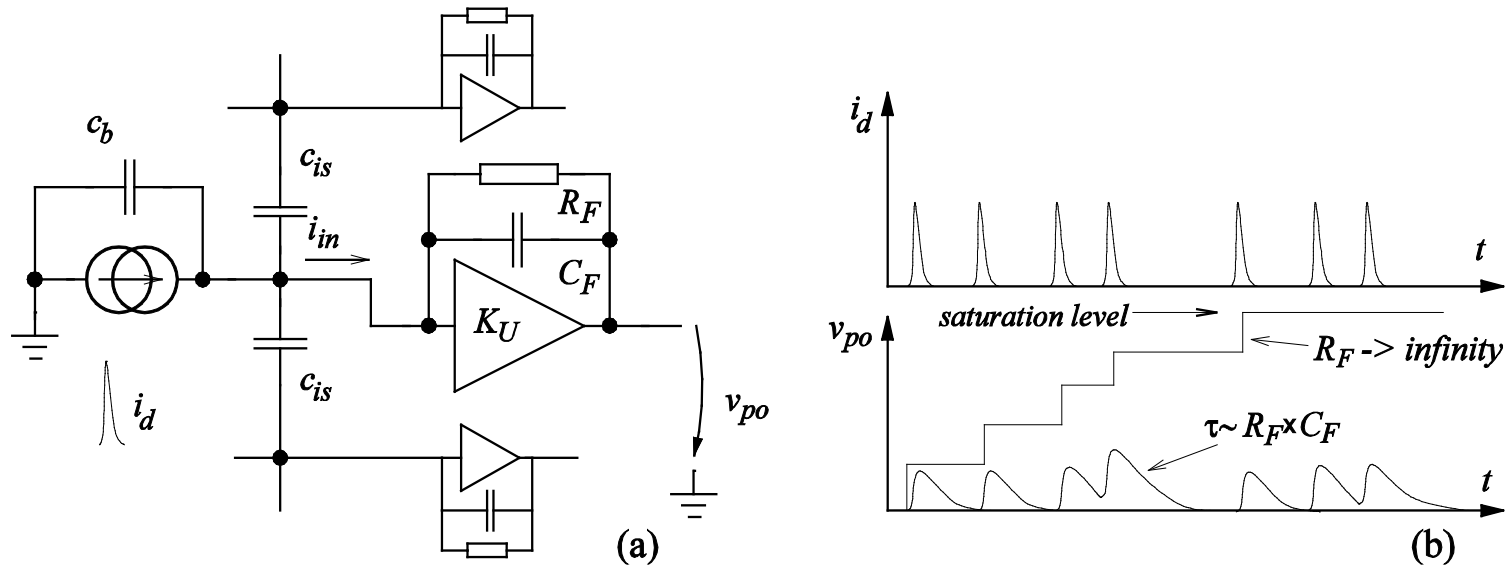 c_b
c_is
i_in
R_F
C_F
K_U
c_is
i_d
v_po
(a)
i_d
t
saturation level
v_po
R_F -> infinity
τ~ R_F×C_F
t
(b)